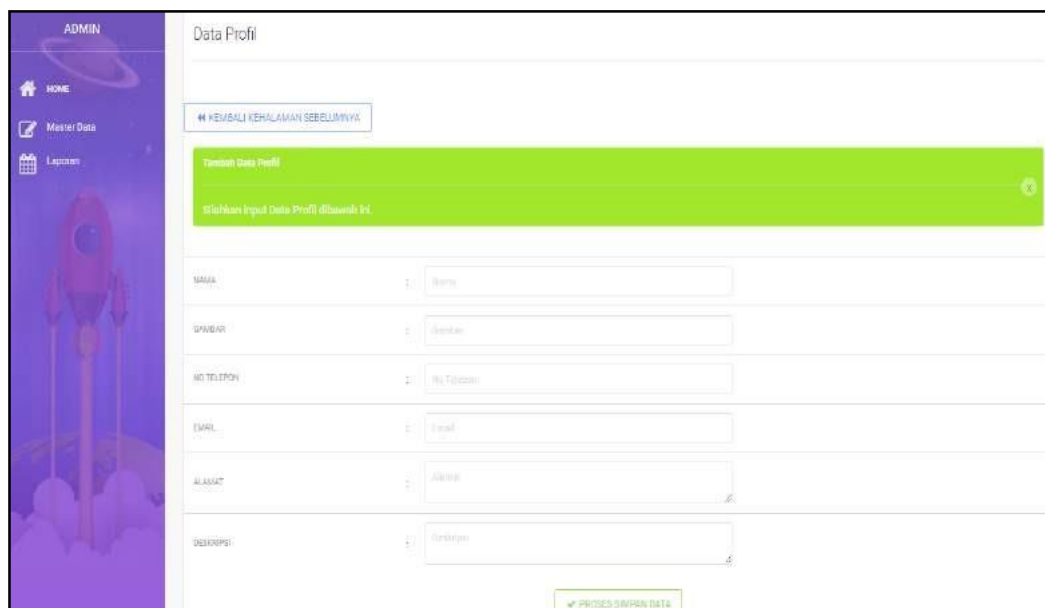 ADMIN
HOME
Master Data
Laporan
Data Profil
KEMBALI KEHALAMAN SEBELUMNYA
Tambah Data Profil
x
Silahkan input Data Profil dibawah ini.
NAMA : Nama
GAMBAR : Gambar
NO TELEPON : No Telepon
EMAIL : Email
ALAMAT : Alamat
DESKRIPSI : Deskripsi
PROSES SIMPAN DATA